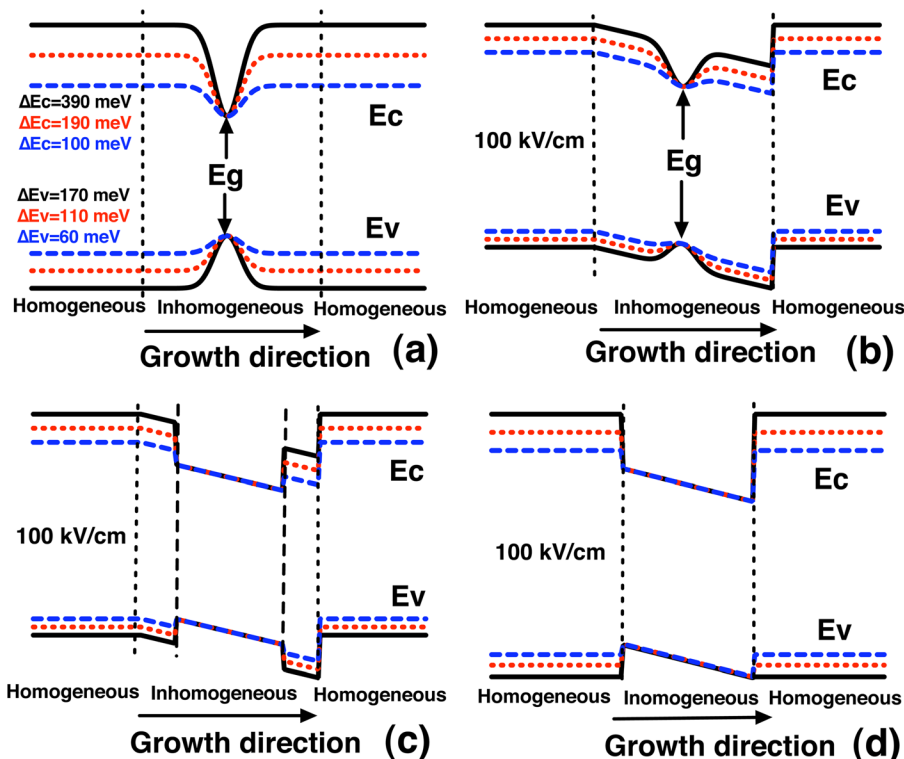 Ec
ΔEc=390 meV
ΔEc=190 meV
ΔEc=100 meV
Eg
ΔEv=170 meV
ΔEv=110 meV
ΔEv=60 meV
Ev
Homogeneous Inhomogeneous Homogeneous
Growth direction (a)
Ec
100 kV/cm
Eg
Ev
Homogeneous Inhomogeneous Homogeneous
Growth direction (b)
Ec
100 kV/cm
Ev
Homogeneous Inhomogeneous Homogeneous
Growth direction (c)
Ec
100 kV/cm
Ev
Homogeneous Inomogeneous Homogeneous
Growth direction (d)